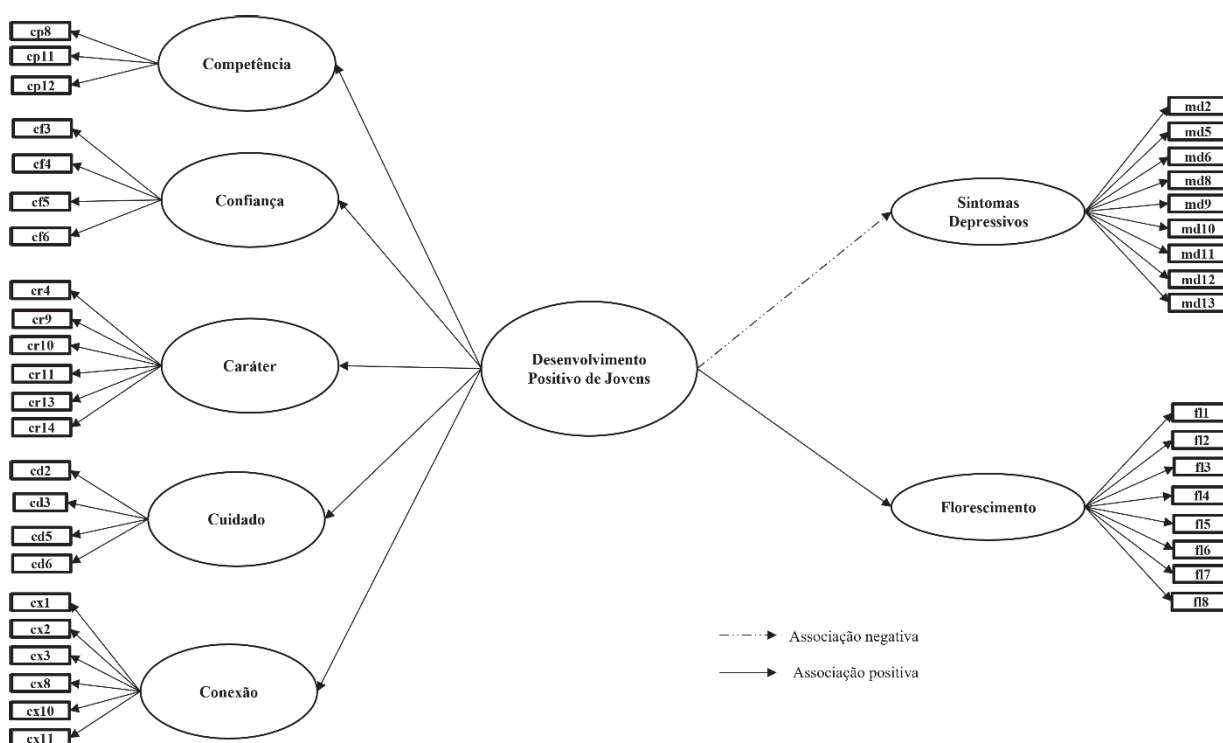 cp8
cp11
cp12
Competência
cf3
cf4
cf5
cf6
Confiança
cr4
cr9
cr10
cr11
cr13
cr14
Caráter
cd2
cd3
cd5
cd6
Cuidado
cx1
cx2
cx3
cx8
cx10
cx11
Conexão
Desenvolvimento
Positivo de Jovens
Sintomas
Depressivos
md2
md5
md6
md8
md9
md10
md11
md12
md13
Florescimento
fl1
fl2
fl3
fl4
fl5
fl6
fl7
fl8
Associação negativa
Associação positiva